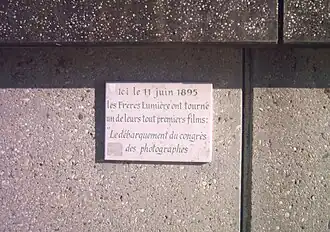 Ici le 11 juin 1895
les Freres Lumière ont tourné
un de leurs tout premiers films:
"Le débarquement du congrès
des photographes"